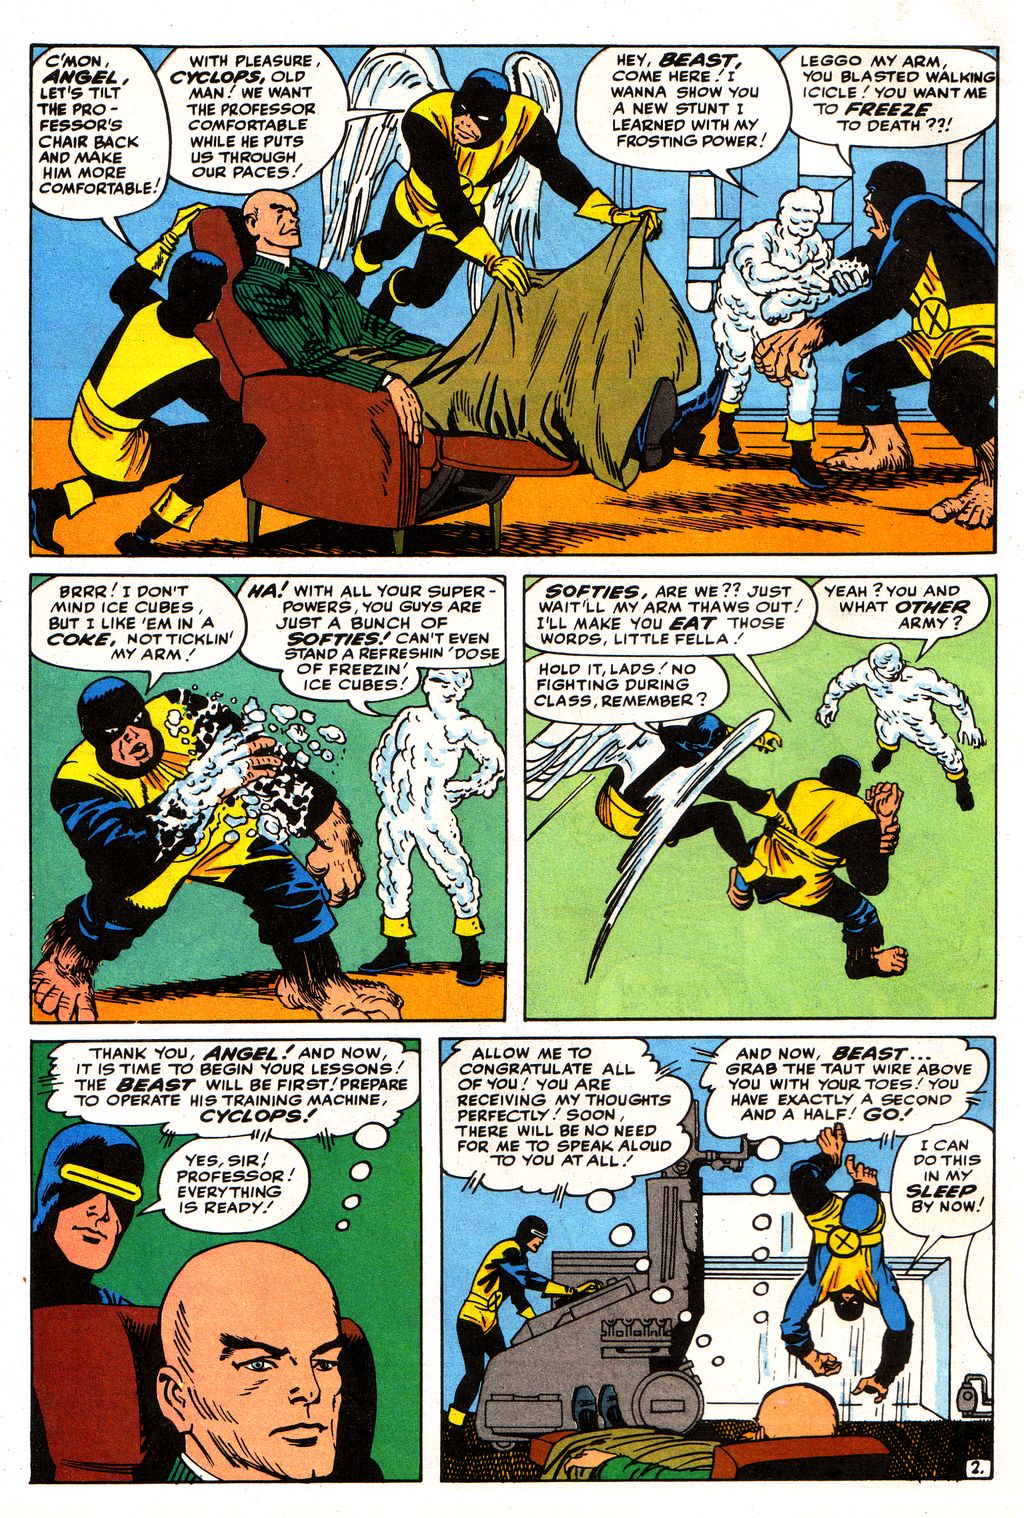 C'MON,
ANGEL,
LET'S TILT
THE PRO-
FESSOR'S
CHAIR BACK
AND MAKE
HIM MORE
COMFORTABLE!
WITH PLEASURE,
CYCLOPS, OLD
MAN! WE WANT
THE PROFESSOR
COMFORTABLE
WHILE HE PUTS
US THROUGH
OUR PACES!
HEY, BEAST,
COME HERE! I
WANNA SHOW YOU
A NEW STUNT I
LEARNED WITH MY
FROSTING POWER!
LEGGO MY ARM,
YOU BLASTED WALKING
ICICLE! YOU WANT ME
TO FREEZE
TO DEATH??!
X
BRRR! I DON'T
MIND ICE CUBES,
BUT I LIKE 'EM IN A
COKE, NOT TICKLIN'
MY ARM!
HA! WITH ALL YOUR SUPER-
POWERS, YOU GUYS ARE
JUST A BUNCH OF
SOFTIES! CAN'T EVEN
STAND A REFRESHIN' DOSE
OF FREEZIN'
ICE CUBES!
SOFTIES, ARE WE?? JUST
WAIT'LL MY ARM THAWS OUT!
I'LL MAKE YOU EAT THOSE
WORDS, LITTLE FELLA!
YEAH? YOU AND
WHAT OTHER
ARMY?
HOLD IT, LADS! NO
FIGHTING DURING
CLASS, REMEMBER?
THANK YOU, ANGEL! AND NOW,
IT IS TIME TO BEGIN YOUR LESSONS!
THE BEAST WILL BE FIRST! PREPARE
TO OPERATE HIS TRAINING MACHINE,
CYCLOPS!
YES, SIR!
PROFESSOR!
EVERYTHING
IS READY!
ALLOW ME TO
CONGRATULATE ALL
OF YOU! YOU ARE
RECEIVING MY THOUGHTS
PERFECTLY! SOON,
THERE WILL BE NO NEED
FOR ME TO SPEAK ALOUD
TO YOU AT ALL!
AND NOW, BEAST...
GRAB THE TAUT WIRE ABOVE
YOU WITH YOUR TOES! YOU
HAVE EXACTLY A SECOND
AND A HALF! GO!
I CAN
DO THIS
IN MY
SLEEP
BY NOW!
X
2.